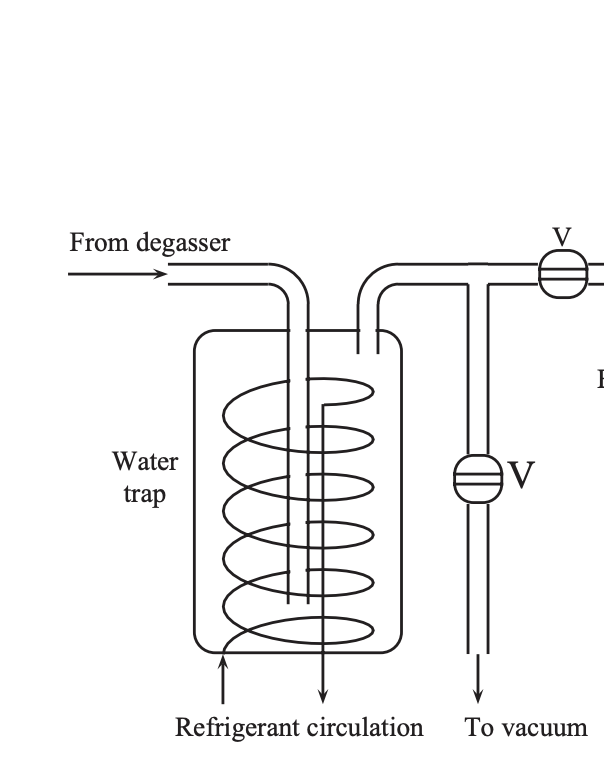 From degasser
V
Water
trap
V
Refrigerant circulation
To vacuum